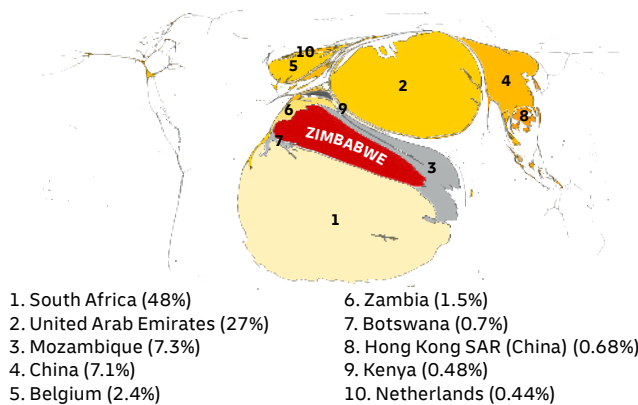 10
5
2
4
6
9
8
ZIMBABWE
7
3
1
1. South Africa (48%)
2. United Arab Emirates (27%)
3. Mozambique (7.3%)
4. China (7.1%)
5. Belgium (2.4%)
6. Zambia (1.5%)
7. Botswana (0.7%)
8. Hong Kong SAR (China) (0.68%)
9. Kenya (0.48%)
10. Netherlands (0.44%)